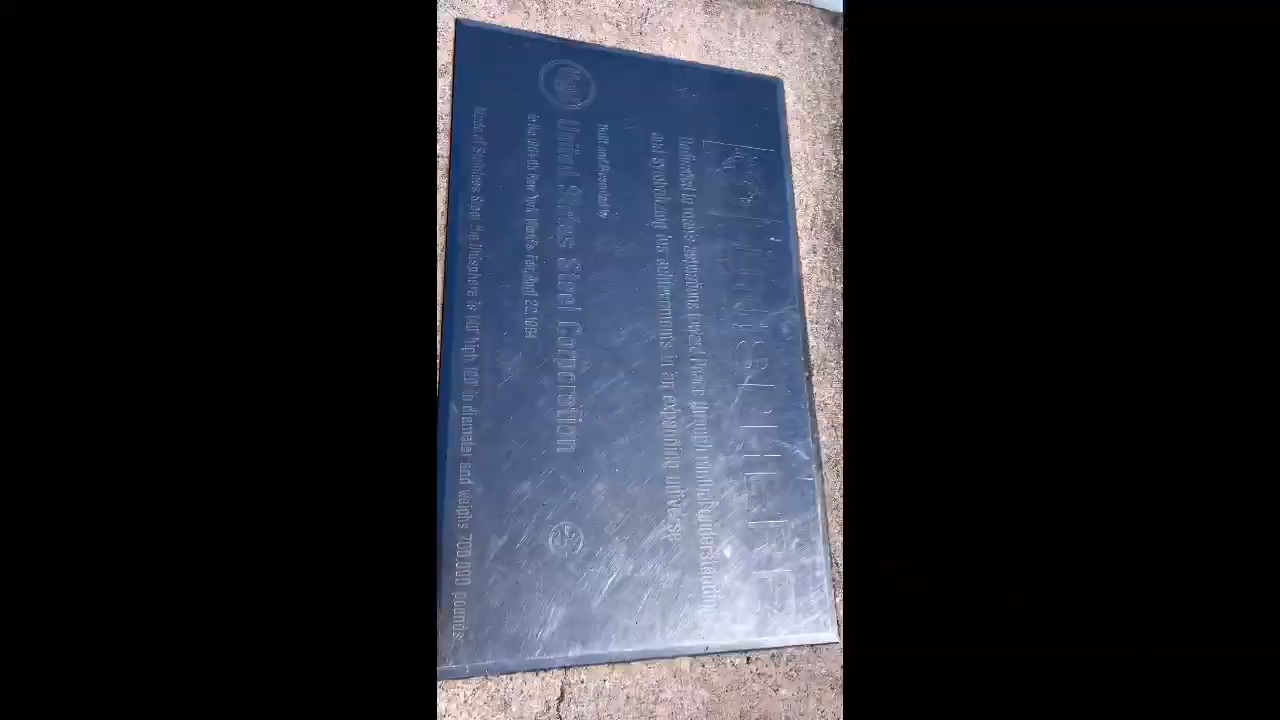 UNISPHERE
Dedicated to man's aspirations toward Peace through mutual understanding
and symbolizing his achievements in an expanding universe
Built and Presented by
United States Steel Corporation
USS
at the 1964-65 New York World's Fair, April 22, 1964
Made of Stainless Steel the Unisphere is 140' high, 120' in diameter and weighs 700,000 pounds.